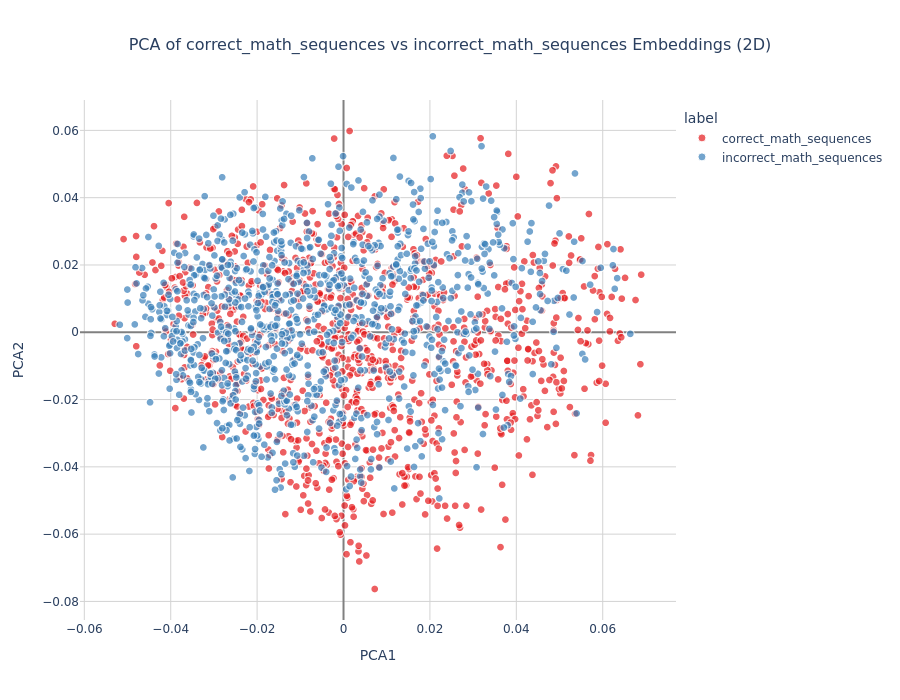 PCA of correct_math_sequences vs incorrect_math_sequences Embeddings (2D)
label
correct_math_sequences
incorrect_math_sequences
0.06
0.04
0.02
0
−0.02
−0.04
−0.06
−0.08
PCA2
−0.06
−0.04
−0.02
0
0.02
0.04
0.06
PCA1